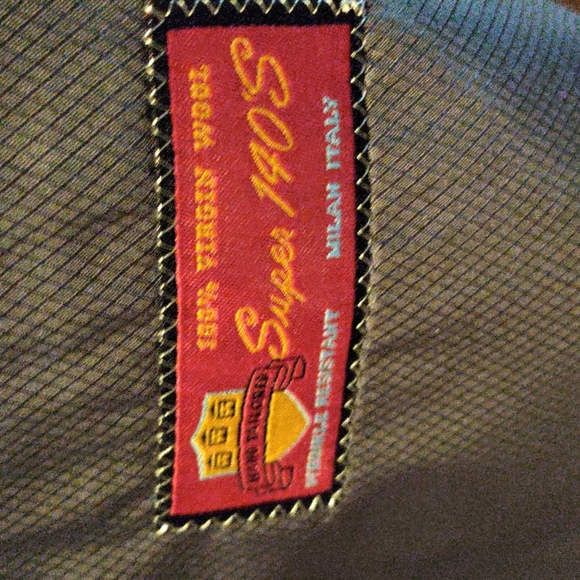 100% VIRGIN WOOL
Super 140'S
WRINKLE RESISTANT MILAN ITALY